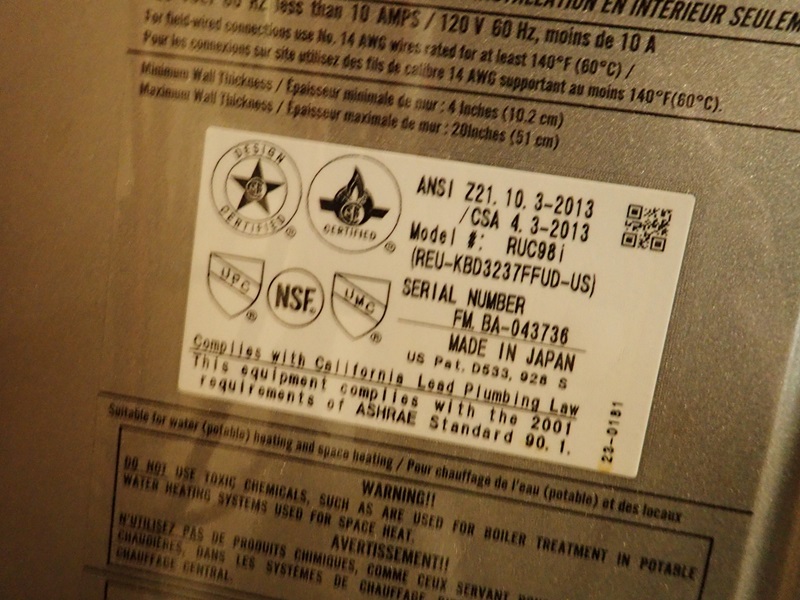 INSTALLATION EN INTÉRIEUR SEULEM
60 Hz less than 10 AMPS / 120 V 60 Hz, moins de 10 A
For field-wired connections use No. 14 AWG wires rated for at least 140°F (60°C) /
Pour les connexions sur site utilisez des fils de calibre 14 AWG supportant au moins 140°F(60°C).
Minimum Wall Thickness / Épaisseur minimale de mur : 4 Inches (10.2 cm)
Maximum Wall Thickness / Épaisseur maximale de mur : 20Inches (51 cm)
DESIGN
CERTIFIED
CERTIFIED
ANSI Z21. 10. 3-2013
/CSA 4. 3-2013
Model #: RUC98i
(REU-KBD3237FFUD-US)
UPC
NSF
UMC
SERIAL NUMBER
FM. BA-043736
MADE IN JAPAN
US Pat. D533, 928 S
Complies with California Lead Plumbing Law
This equipment complies with the 2001
requirements of ASHRAE Standard 90. 1.
23-0181
Suitable for water (potable) heating and space heating / Pour chauffage de l'eau (potable) et des locaux
WARNING!!
DO NOT USE TOXIC CHEMICALS, SUCH AS ARE USED FOR BOILER TREATMENT IN POTABLE
WATER HEATING SYSTEMS USED FOR SPACE HEAT.
AVERTISSEMENT!!
N'UTILISEZ PAS DE PRODUITS CHIMIQUES, COMME CEUX SERVANT
CHAUDIÈRES, DANS LES SYSTÈMES DE CHAUFFAGE
CHAUFFAGE CENTRAL.